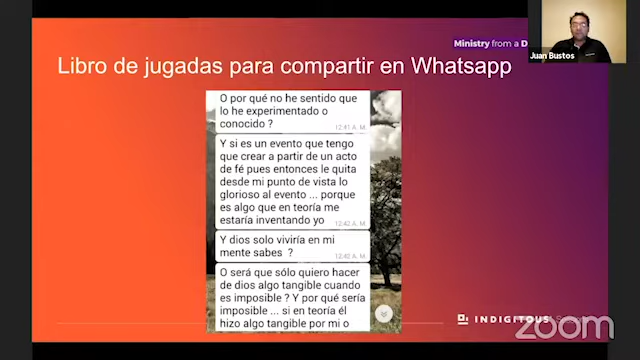 Ministry from a D
Juan Bustos
Libro de jugadas para compartir en Whatsapp
O por qué no he sentido que
lo he experimentado o
conocido ?
12:41 A. M.
Y si es un evento que tengo
que crear a partir de un acto
de fé pues entonces le quita
desde mi punto de vista lo
glorioso al evento ... porque
es algo que en teoría me
estaría inventando yo
12:42 A. M.
Y dios solo viviría en mi
mente sabes ?
12:42 A. M.
O será que sólo quiero hacer
de dios algo tangible cuando
es imposible ? Y por qué sería
imposible ... si en teoría él
hizo algo tangible por mi o
INDIGITOUS
zoom